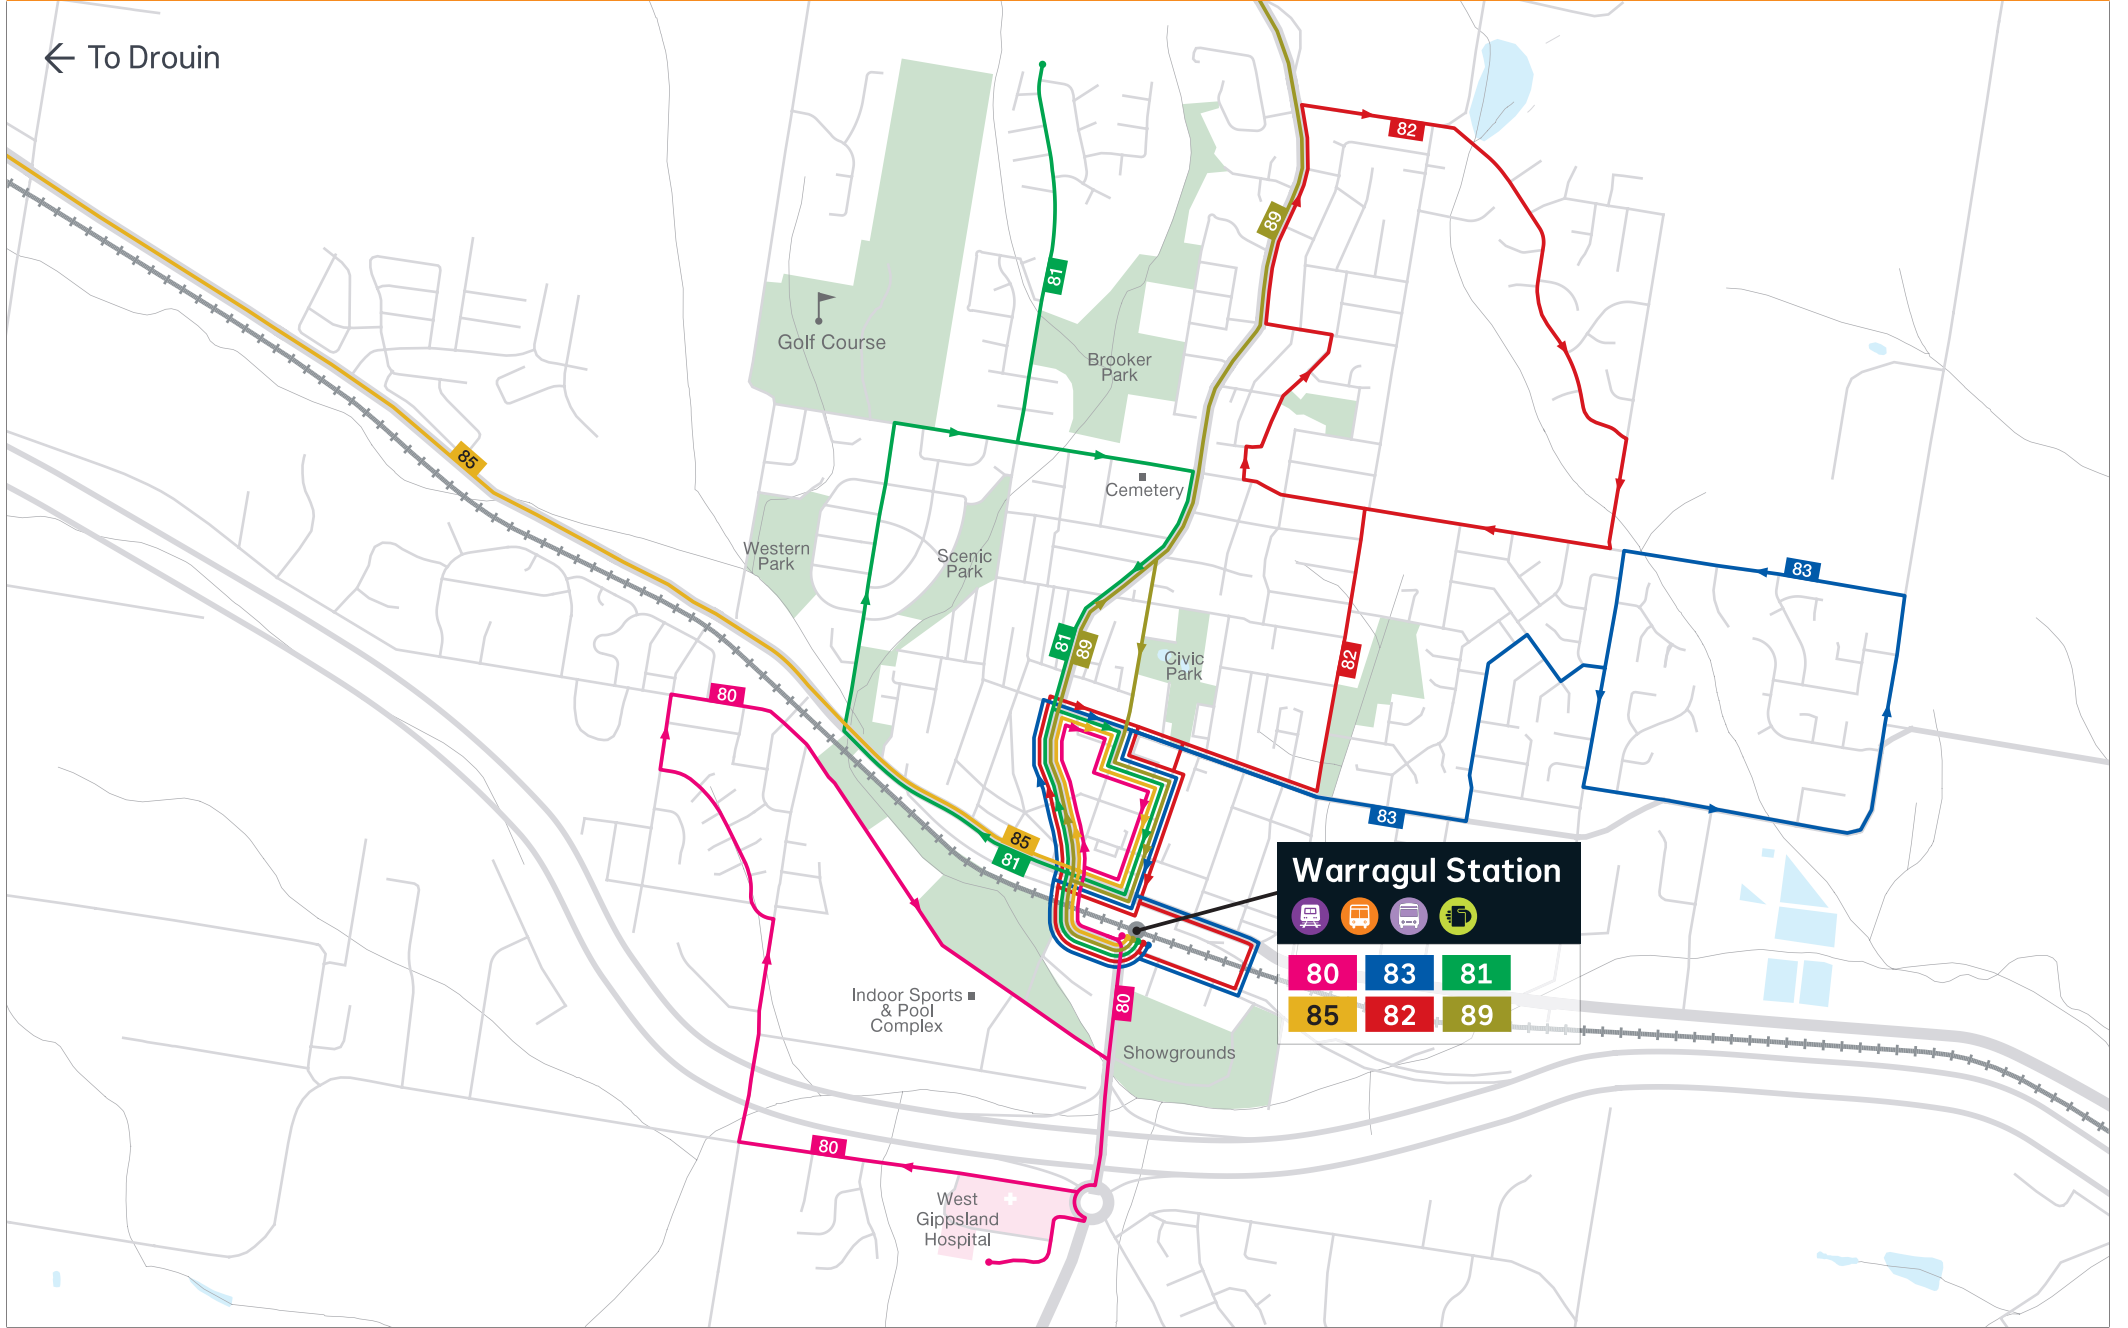 ← To Drouin
82
89
81
Golf Course
Brooker
Park
85
Cemetery
Western
Park
Scenic
Park
83
81
89
Civic
Park
82
80
83
85
81
Warragul Station
80 83 81
85 82 89
Indoor Sports
& Pool
Complex
80
Showgrounds
80
West
Gippsland
Hospital